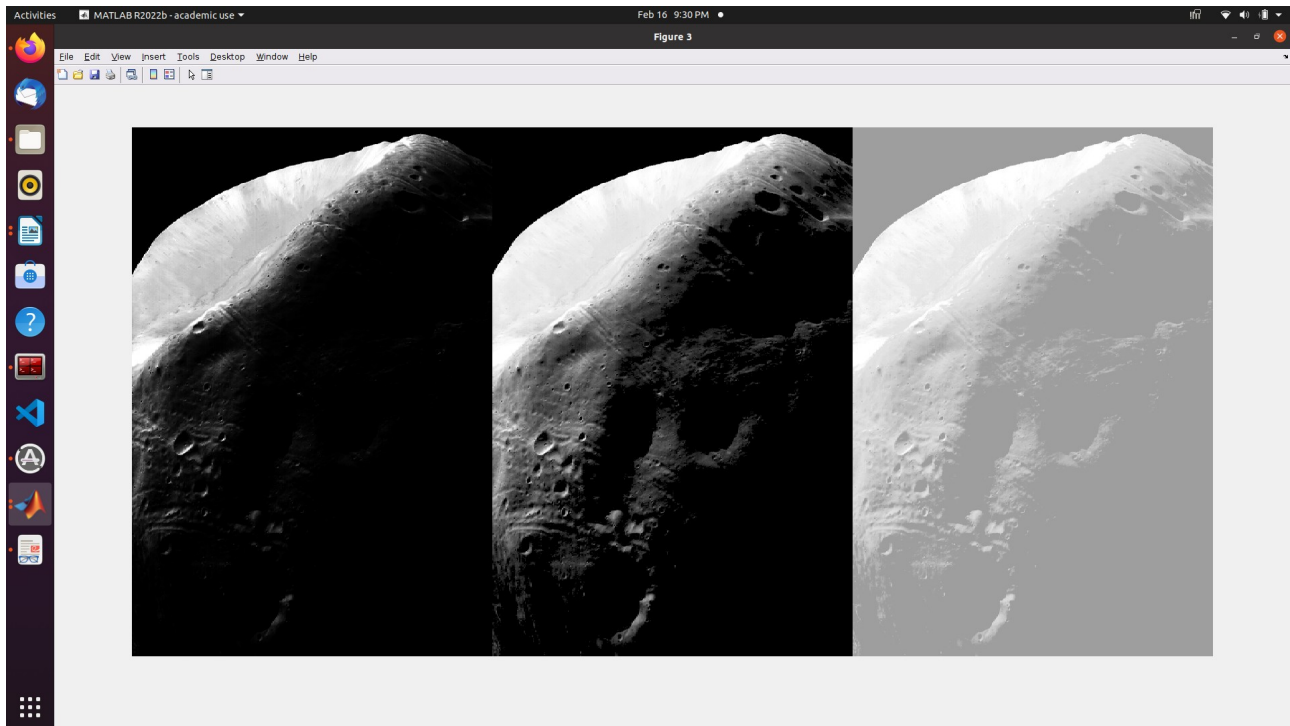 Activities MATLAB R2022b - academic use Feb 16 9:30 PM
Figure 3
File Edit View Insert Tools Desktop Window Help